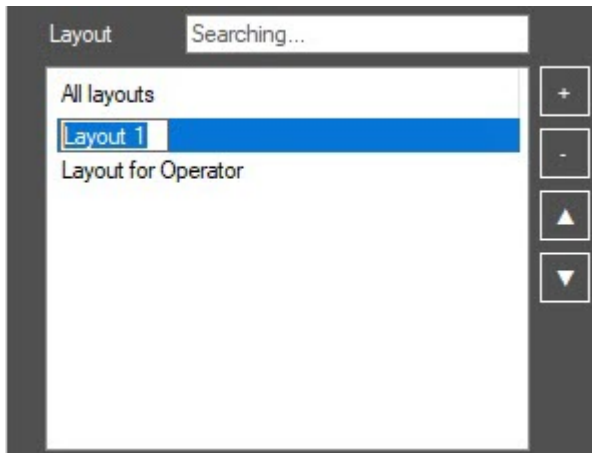 Layout
Searching...
All layouts
+
Layout 1
-
Layout for Operator
▲
▼